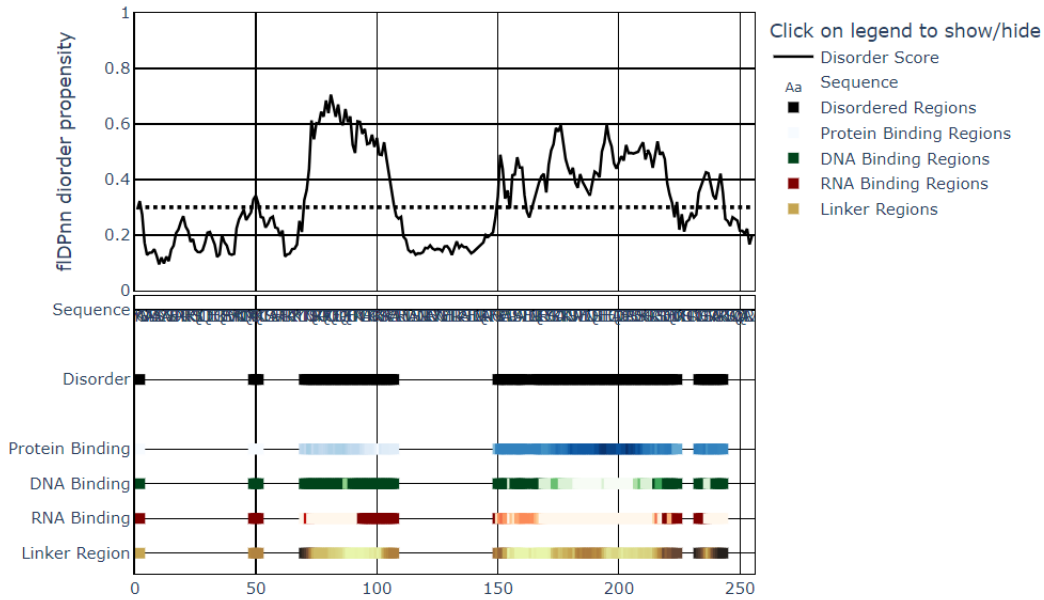 1
0.8
0.6
0.4
0.2
0
flDPnn diorder propensity
Click on legend to show/hide
Disorder Score
Aa Sequence
Disordered Regions
Protein Binding Regions
DNA Binding Regions
RNA Binding Regions
Linker Regions
Sequence
Disorder
Protein Binding
DNA Binding
RNA Binding
Linker Region
0 50 100 150 200 250